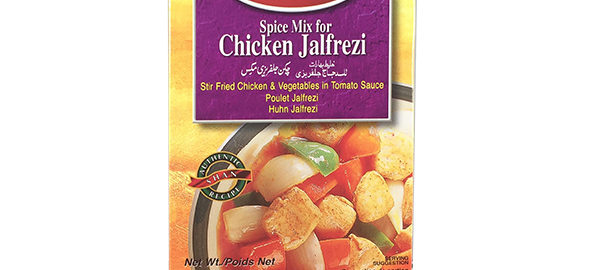 Spice Mix for
Chicken Jalfrezi
چکن جلفریزی مکس
Stir Fried Chicken & Vegetables in Tomato Sauce
Poulet Jalfrezi
Huhn Jalfrezi
AUTHENTIC
SHAN
RECIPE
Net Wt./Poids Net
SERVING
SUGGESTION